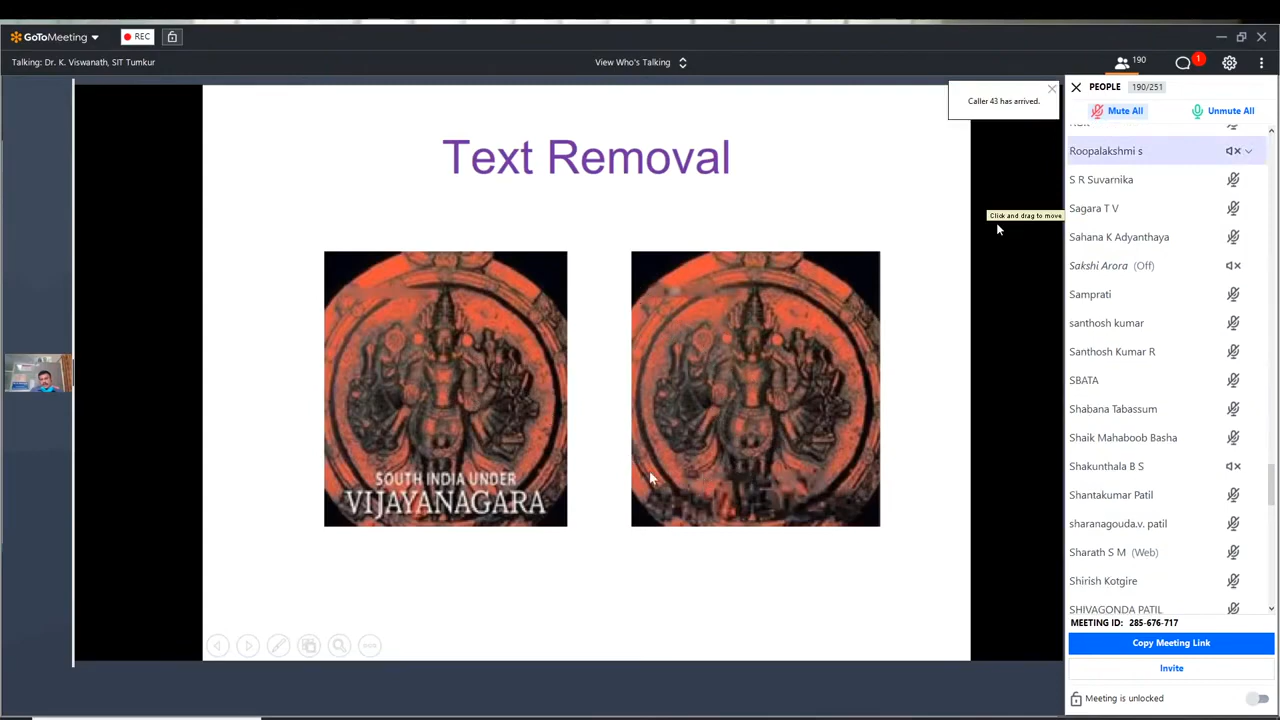 GoToMeeting
REC
Talking: Dr. K. Viswanath, SIT Tumkur
View Who's Talking
190
1
Caller 43 has arrived.
Text Removal
SOUTH INDIA UNDER
VIJAYANAGARA
Click and drag to move
PEOPLE 190/251
Mute All
Unmute All
Roopalakshmi s
S R Suvarnika
Sagara T V
Sahana K Adyanthaya
Sakshi Arora (Off)
Samprati
santhosh kumar
Santhosh Kumar R
SBATA
Shabana Tabassum
Shaik Mahaboob Basha
Shakunthala B S
Shantakumar Patil
sharanagouda.v. patil
Sharath S M (Web)
Shirish Kotgire
SHIVAGONDA PATIL
MEETING ID: 285-676-717
Copy Meeting Link
Invite
Meeting is unlocked